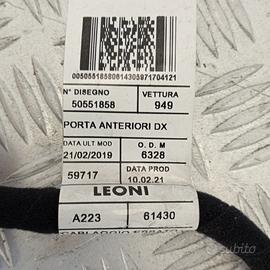 00505518580614305971704121
N° DISEGNO VETTURA
50551858 949
PORTA ANTERIORI DX
DATA ULT MOD O. D. M
21/02/2019 6328
59717 DATA PROD 10.02.21
LEONI
A223 61430
subito